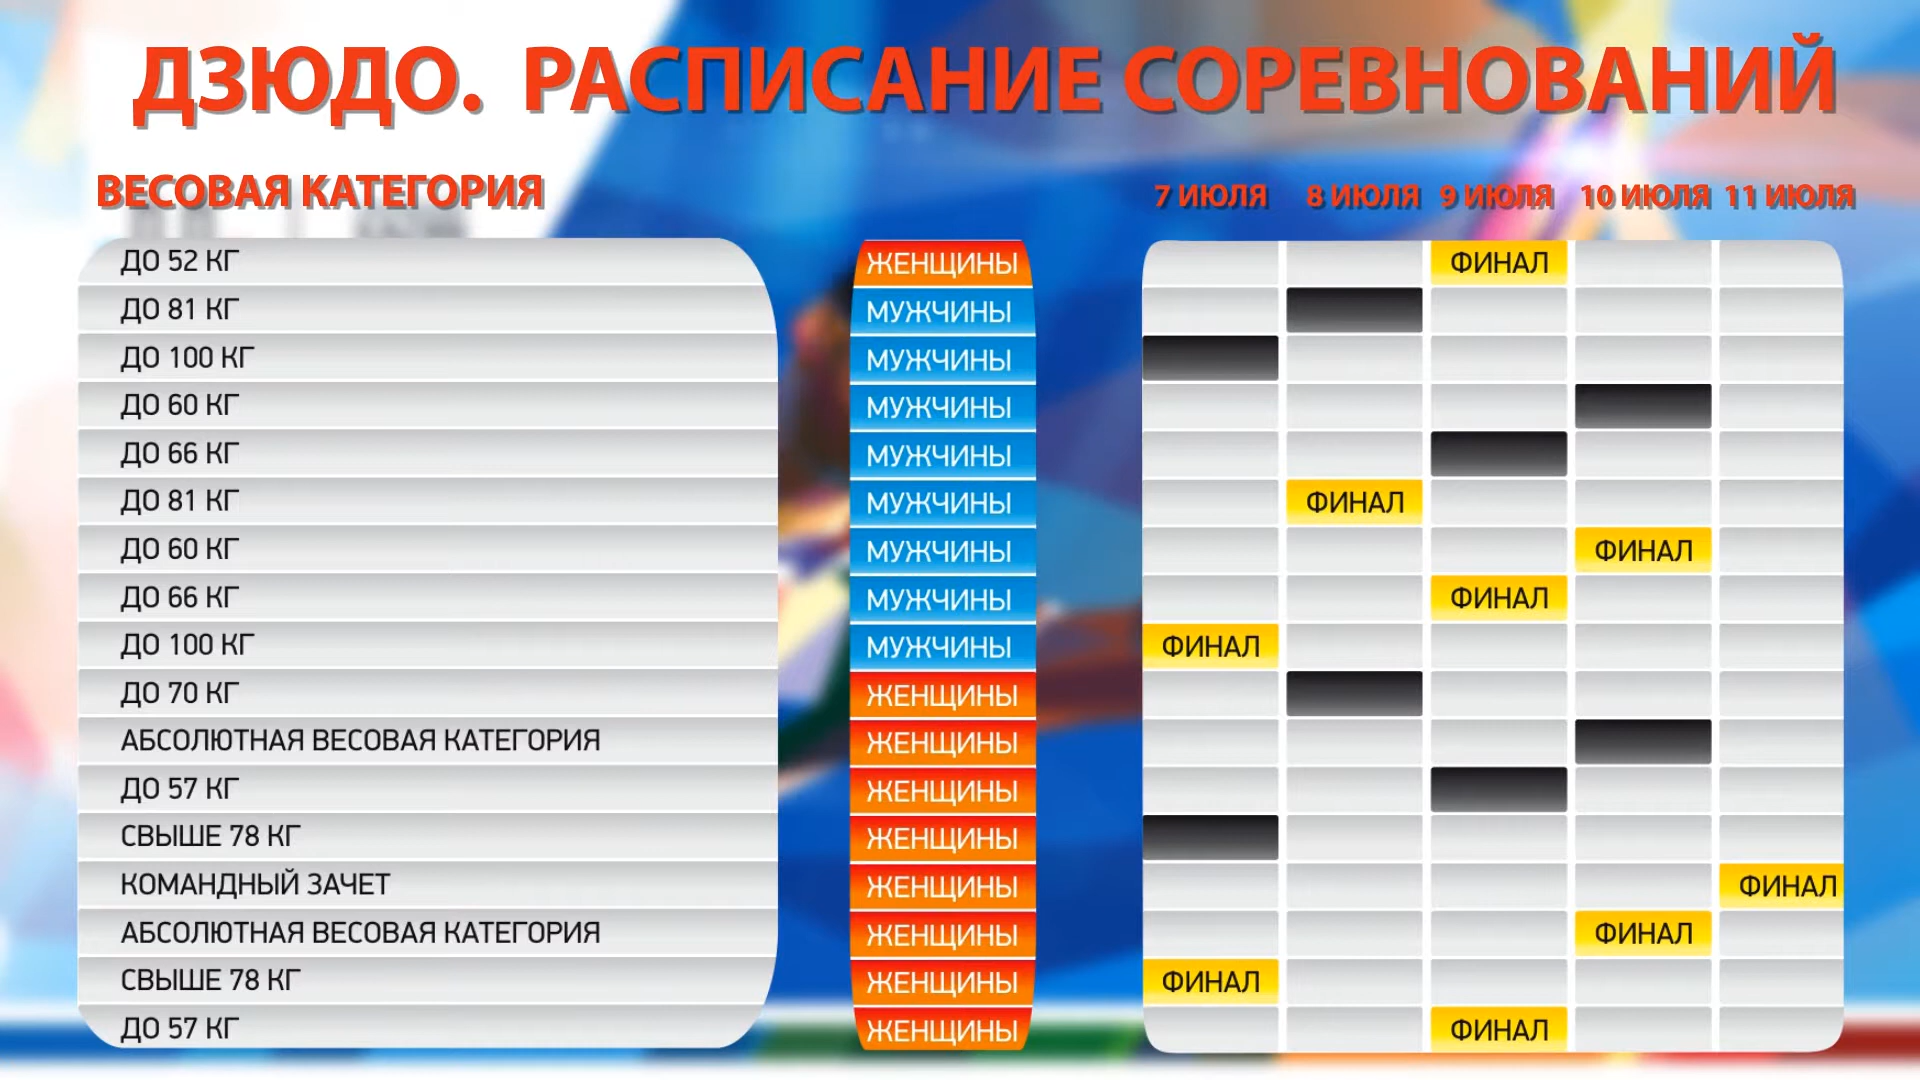 ДЗЮДО. РАСПИСАНИЕ СОРЕВНОВАНИЙ
ВЕСОВАЯ КАТЕГОРИЯ 7 ИЮЛЯ 8 ИЮЛЯ 9 ИЮЛЯ 10 ИЮЛЯ 11 ИЮЛЯ
ДО 52 КГ ЖЕНЩИНЫ ФИНАЛ
ДО 81 КГ МУЖЧИНЫ
ДО 100 КГ МУЖЧИНЫ
ДО 60 КГ МУЖЧИНЫ
ДО 66 КГ МУЖЧИНЫ
ДО 81 КГ МУЖЧИНЫ ФИНАЛ
ДО 60 КГ МУЖЧИНЫ ФИНАЛ
ДО 66 КГ МУЖЧИНЫ ФИНАЛ
ДО 100 КГ МУЖЧИНЫ ФИНАЛ
ДО 70 КГ ЖЕНЩИНЫ
АБСОЛЮТНАЯ ВЕСОВАЯ КАТЕГОРИЯ ЖЕНЩИНЫ
ДО 57 КГ ЖЕНЩИНЫ
СВЫШЕ 78 КГ ЖЕНЩИНЫ
КОМАНДНЫЙ ЗАЧЕТ ЖЕНЩИНЫ ФИНАЛ
АБСОЛЮТНАЯ ВЕСОВАЯ КАТЕГОРИЯ ЖЕНЩИНЫ ФИНАЛ
СВЫШЕ 78 КГ ЖЕНЩИНЫ ФИНАЛ
ДО 57 КГ ЖЕНЩИНЫ ФИНАЛ